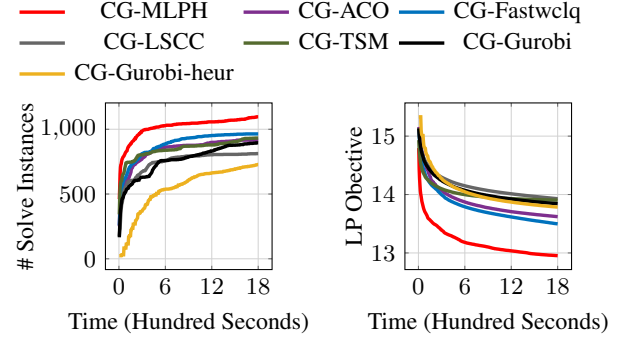 CG-MLPH CG-ACO CG-Fastwclq
CG-LSCC CG-TSM CG-Gurobi
CG-Gurobi-heur
# Solve Instances
1,000
500
0
0 6 12 18
Time (Hundred Seconds)
LP Obective
15
14
13
0 6 12 18
Time (Hundred Seconds)